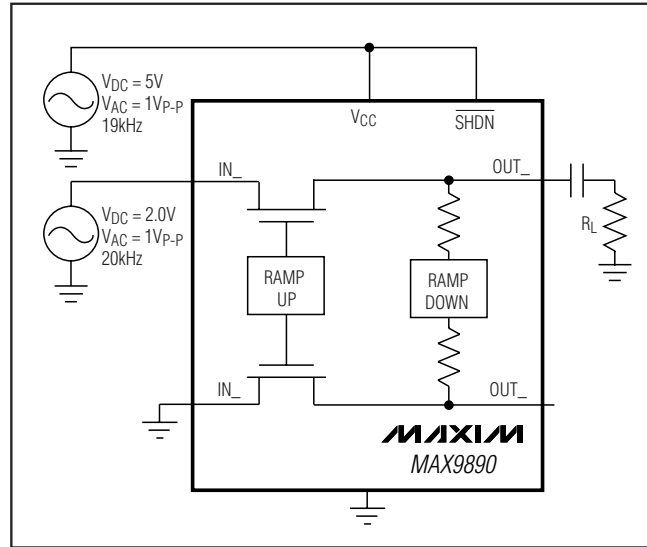 V_DC = 5V
V_AC = 1V_P-P
19kHz
V_CC
S̅H̅D̅N̅
IN_
OUT_
V_DC = 2.0V
V_AC = 1V_P-P
20kHz
R_L
RAMP
UP
RAMP
DOWN
IN_
OUT_
MAXIM
MAX9890